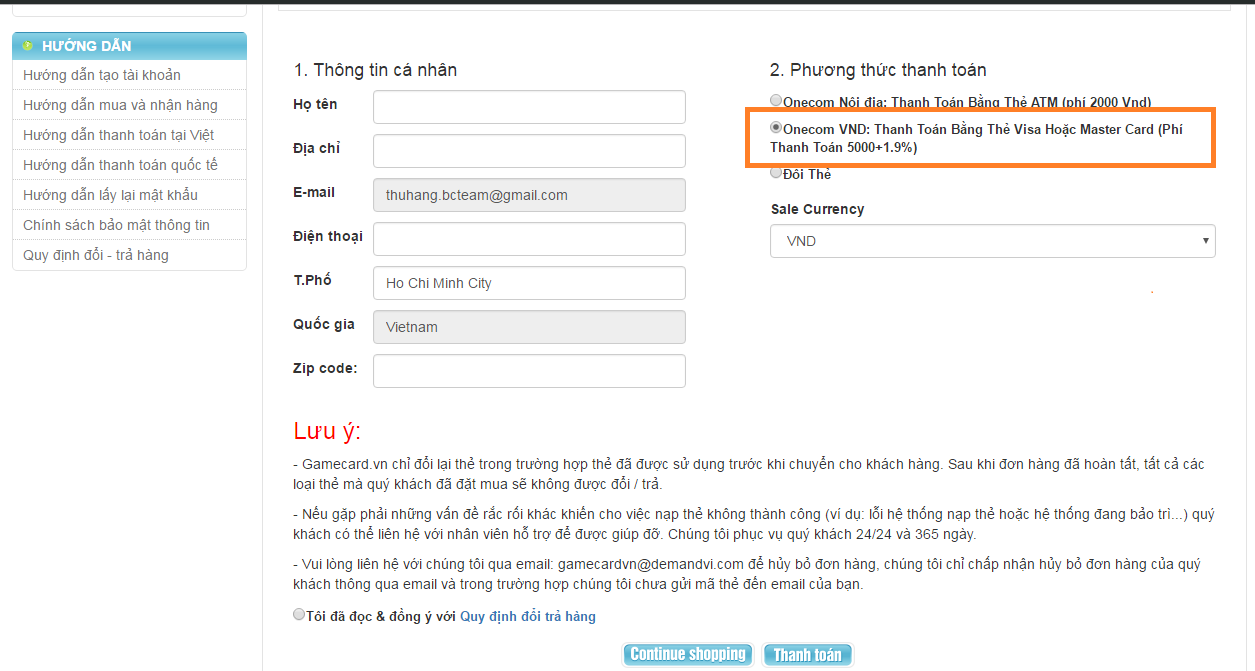 HƯỚNG DẪN
Hướng dẫn tạo tài khoản
Hướng dẫn mua và nhận hàng
Hướng dẫn thanh toán tại Việt
Hướng dẫn thanh toán quốc tế
Hướng dẫn lấy lại mật khẩu
Chính sách bảo mật thông tin
Quy định đổi - trả hàng
1. Thông tin cá nhân
Họ tên
Địa chỉ
E-mail
thuhang.bcteam@gmail.com
Điện thoại
T.Phố
Ho Chi Minh City
Quốc gia
Vietnam
Zip code:
2. Phương thức thanh toán
Onecom Nội địa: Thanh Toán Bằng Thẻ ATM (phí 2000 Vnd)
Onecom VND: Thanh Toán Bằng Thẻ Visa Hoặc Master Card (Phí
Thanh Toán 5000+1.9%)
Đổi Thẻ
Sale Currency
VND
Lưu ý:
- Gamecard.vn chỉ đổi lại thẻ trong trường hợp thẻ đã được sử dụng trước khi chuyển cho khách hàng. Sau khi đơn hàng đã hoàn tất, tất cả các
loại thẻ mà quý khách đã đặt mua sẽ không được đổi / trả.
- Nếu gặp phải những vấn đề rắc rối khác khiến cho việc nạp thẻ không thành công (ví dụ: lỗi hệ thống nạp thẻ hoặc hệ thống đang bảo trì...) quý
khách có thể liên hệ với nhân viên hỗ trợ để được giúp đỡ. Chúng tôi phục vụ quý khách 24/24 và 365 ngày.
- Vui lòng liên hệ với chúng tôi qua email: gamecardvn@demandvi.com để hủy bỏ đơn hàng, chúng tôi chỉ chấp nhận hủy bỏ đơn hàng của quý
khách thông qua email và trong trường hợp chúng tôi chưa gửi mã thẻ đến email của bạn.
Tôi đã đọc & đồng ý với Quy định đổi trả hàng
Continue shopping
Thanh toán